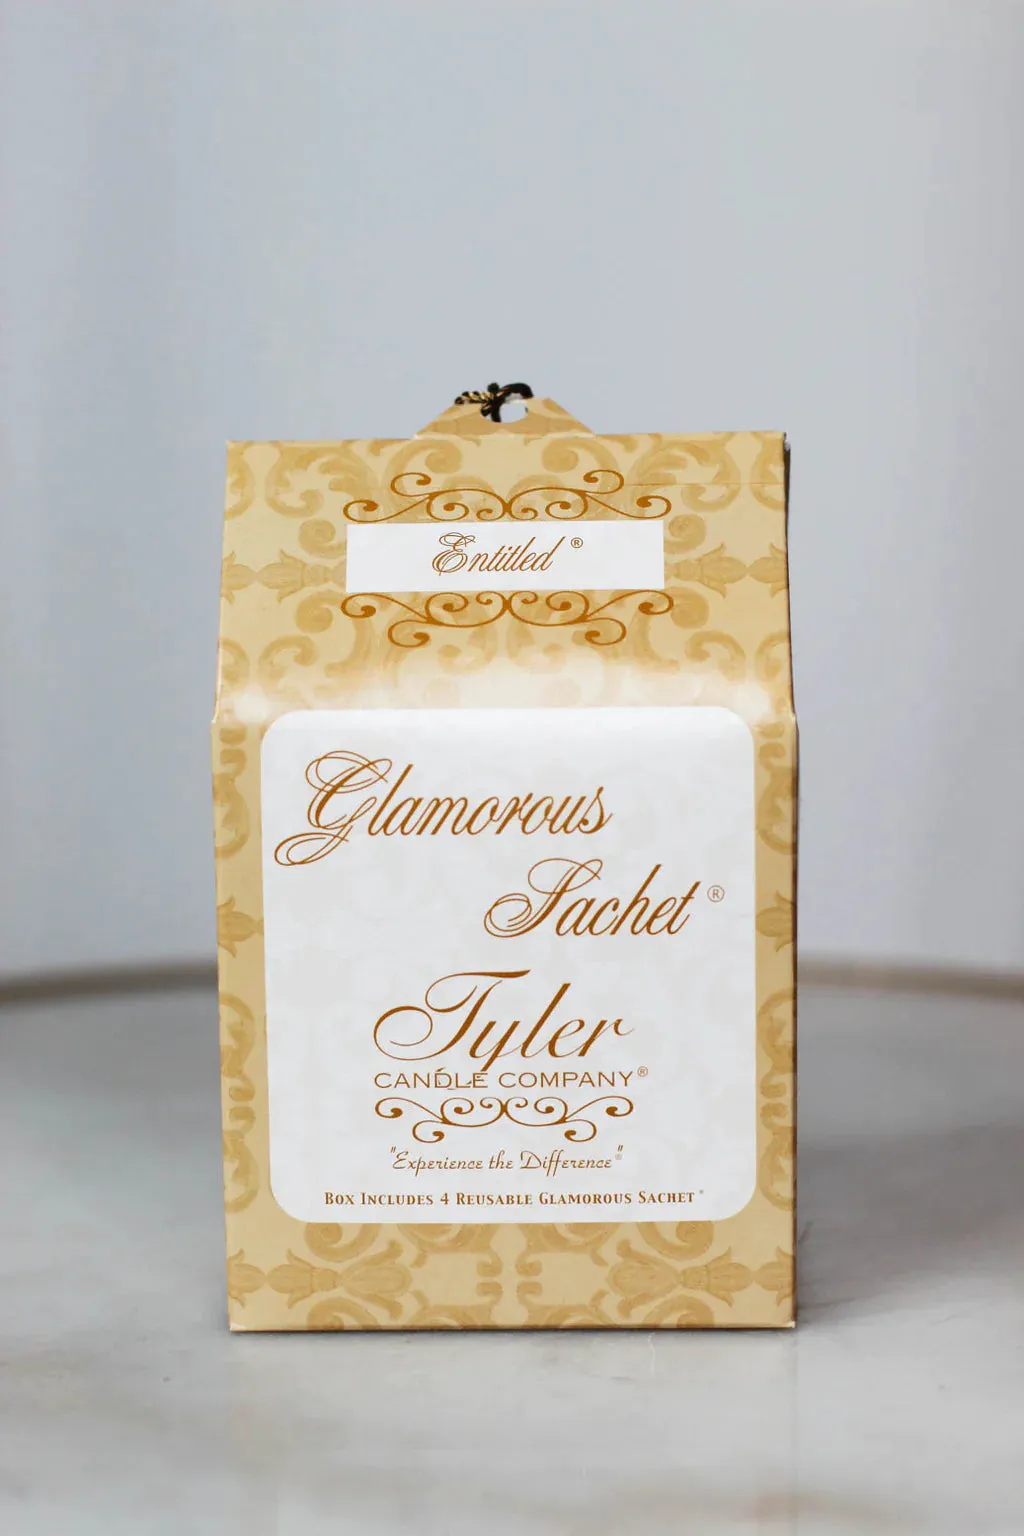 Entitled ®
Glamorous
Sachet ®
Tyler
CANDLE COMPANY®
"Experience the Difference"®
BOX INCLUDES 4 REUSABLE GLAMOROUS SACHET®